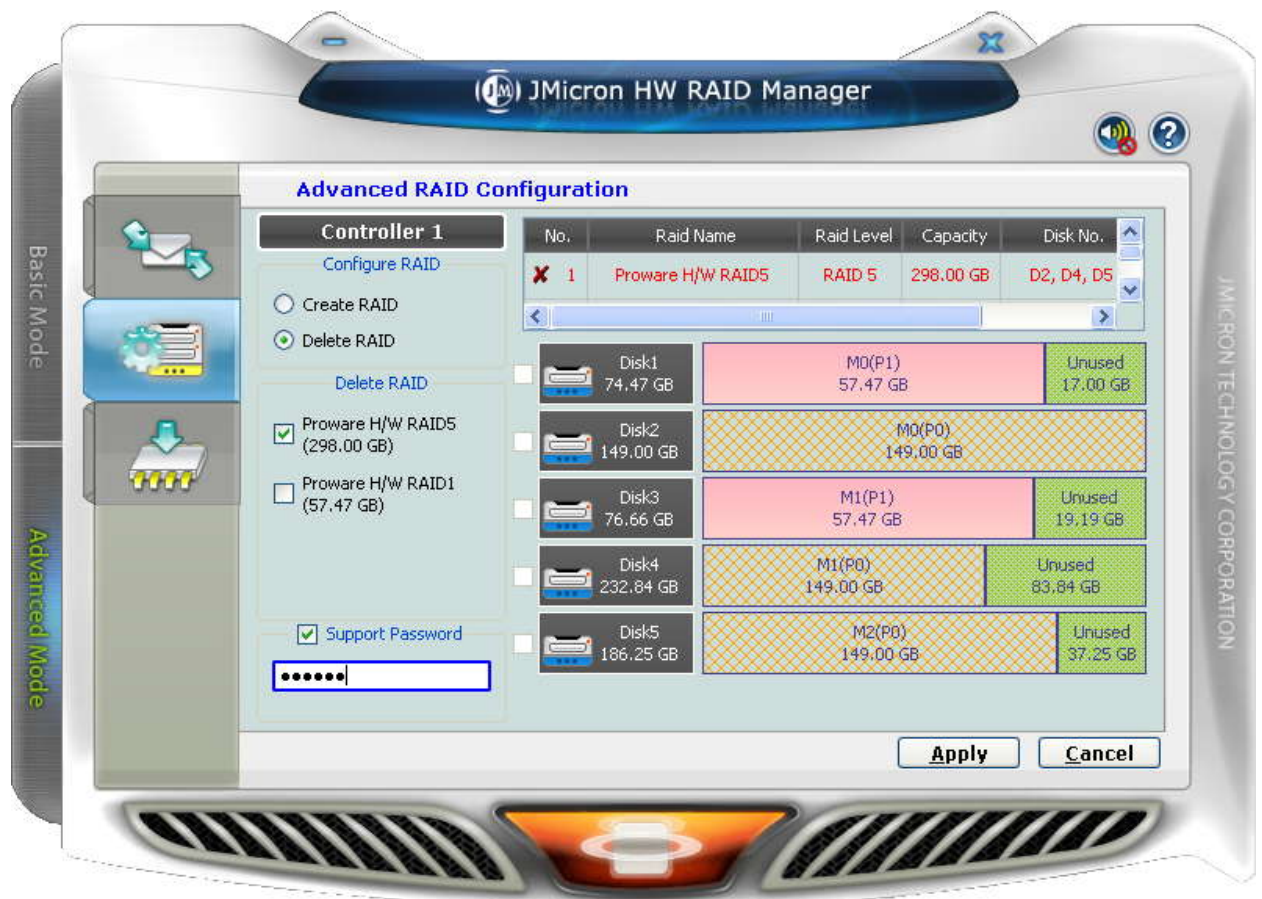 JMicron HW RAID Manager
Basic Mode
Advanced Mode
JMICRON TECHNOLOGY CORPORATION
Advanced RAID Configuration
Controller 1
Configure RAID
Create RAID
Delete RAID
Delete RAID
Proware H/W RAID5
(298.00 GB)
Proware H/W RAID1
(57.47 GB)
Support Password
••••••
No. Raid Name Raid Level Capacity Disk No.
1 Proware H/W RAID5 RAID 5 298.00 GB D2, D4, D5
Disk1
74.47 GB
M0(P1)
57.47 GB
Unused
17.00 GB
Disk2
149.00 GB
M0(P0)
149.00 GB
Disk3
76.66 GB
M1(P1)
57.47 GB
Unused
19.19 GB
Disk4
232.84 GB
M1(P0)
149.00 GB
Unused
83.84 GB
Disk5
186.25 GB
M2(P0)
149.00 GB
Unused
37.25 GB
Apply
Cancel